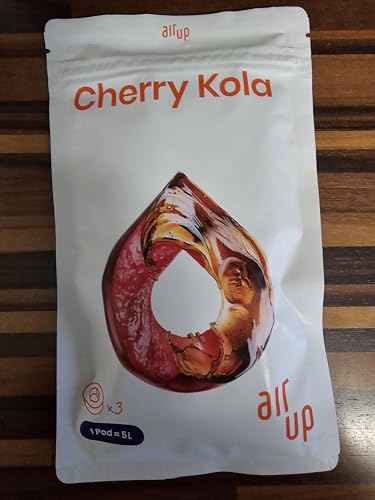 air up
Cherry Kola
x3
1 Pod = 5L
air
up